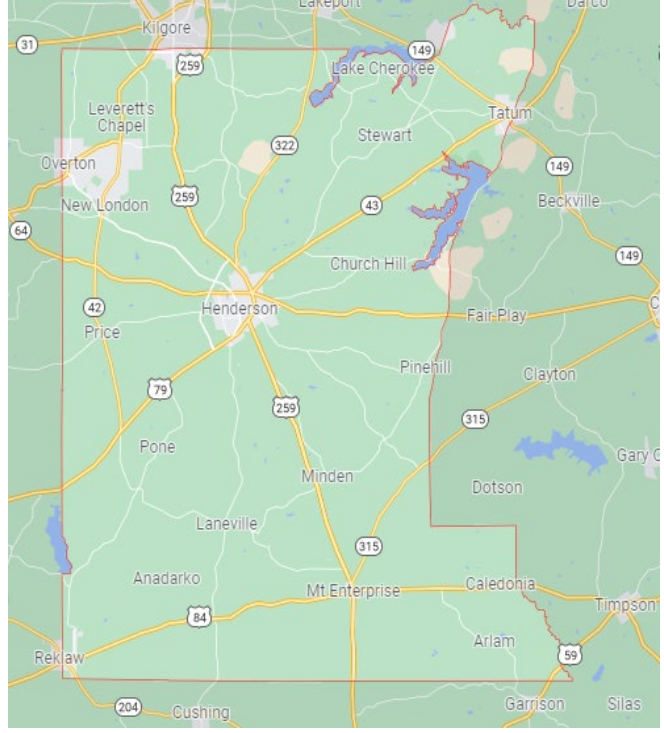 Lakeport
Darco
Kilgore
31
149
259
Lake Cherokee
Leverett's
Chapel
Tatum
Stewart
322
Overton
149
259
43
Beckville
New London
64
149
Church Hill
Henderson
42
Fair Play
Price
Pinehill
Clayton
79
259
315
Pone
Gary C
Minden
Dotson
Laneville
315
Anadarko
Mt Enterprise
Caledonia
Timpson
84
Arlam
59
Reklaw
204
Cushing
Garrison
Silas